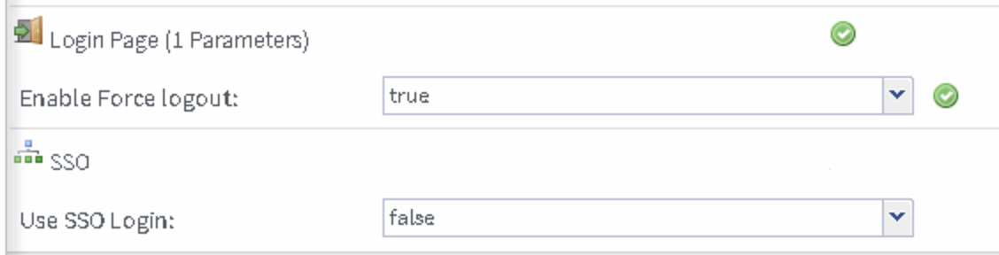 Login Page (1 Parameters)
Enable Force logout:
true
SSO
Use SSO Login:
false